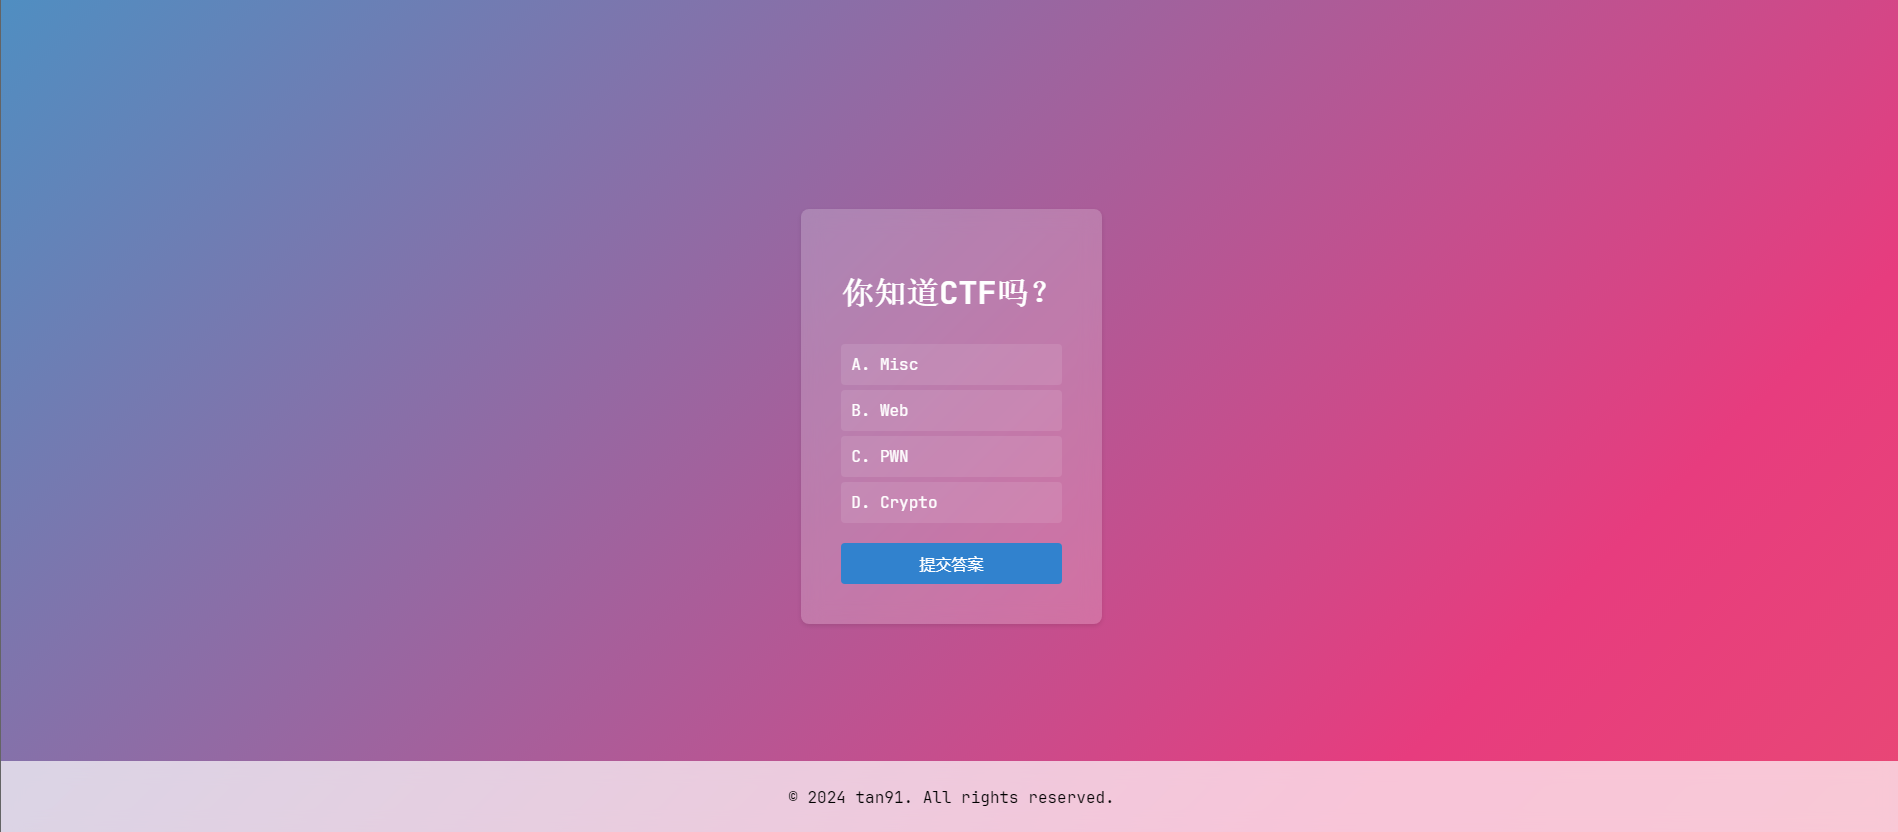 你知道CTF吗？
A. Misc
B. Web
C. PWN
D. Crypto
提交答案
© 2024 tan91. All rights reserved.